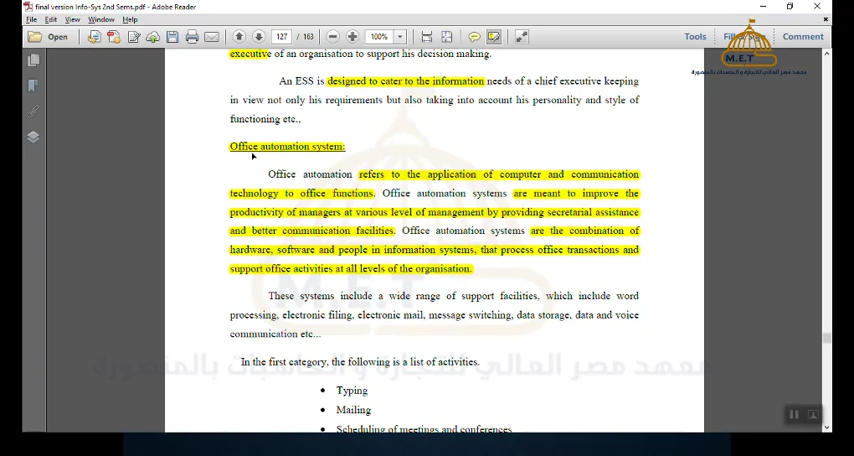 final version Info-Sys 2nd Sems.pdf - Adobe Reader
File Edit View Window Help
Open 127 / 163 100% Tools Comment
M.E.T
معهد مصر العالي للتجارة و الحاسبات بالمنصورة
executive of an organisation to support his decision making.
An ESS is designed to cater to the information needs of a chief executive keeping
in view not only his requirements but also taking into account his personality and style of
functioning etc.,
Office automation system:
Office automation refers to the application of computer and communication
technology to office functions. Office automation systems are meant to improve the
productivity of managers at various level of management by providing secretarial assistance
and better communication facilities. Office automation systems are the combination of
hardware, software and people in information systems, that process office transactions and
support office activities at all levels of the organisation.
These systems include a wide range of support facilities, which include word
processing, electronic filing, electronic mail, message switching, data storage, data and voice
communication etc...
In the first category, the following is a list of activities.
معهد مصر العالي للتجارة و الحاسبات بالمنصورة
• Typing
• Mailing
• Scheduling of meetings and conferences